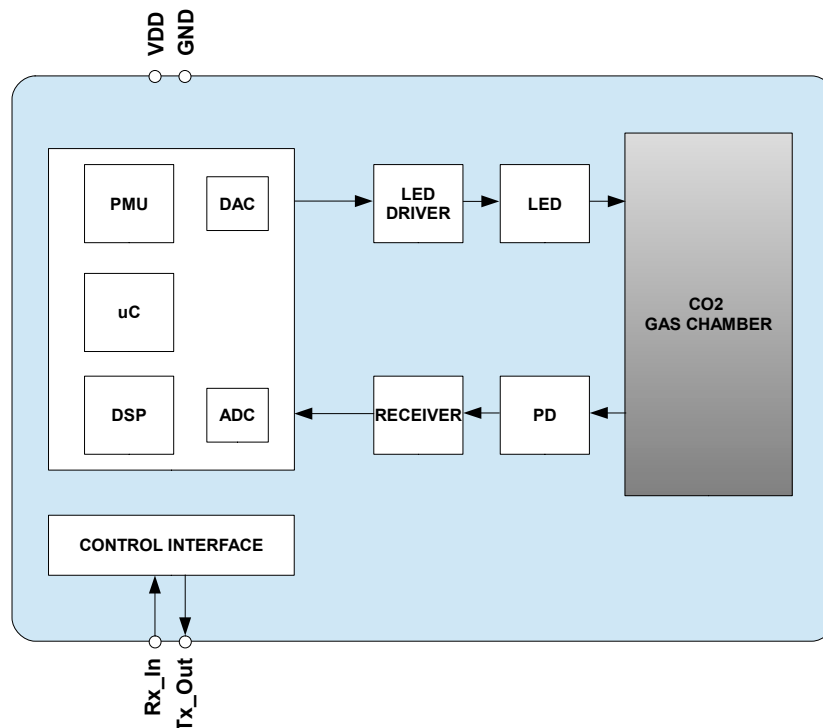 VDD
GND
PMU
DAC
LED
DRIVER
LED
CO2
GAS CHAMBER
uC
DSP
ADC
RECEIVER
PD
CONTROL INTERFACE
Rx_In
Tx_Out